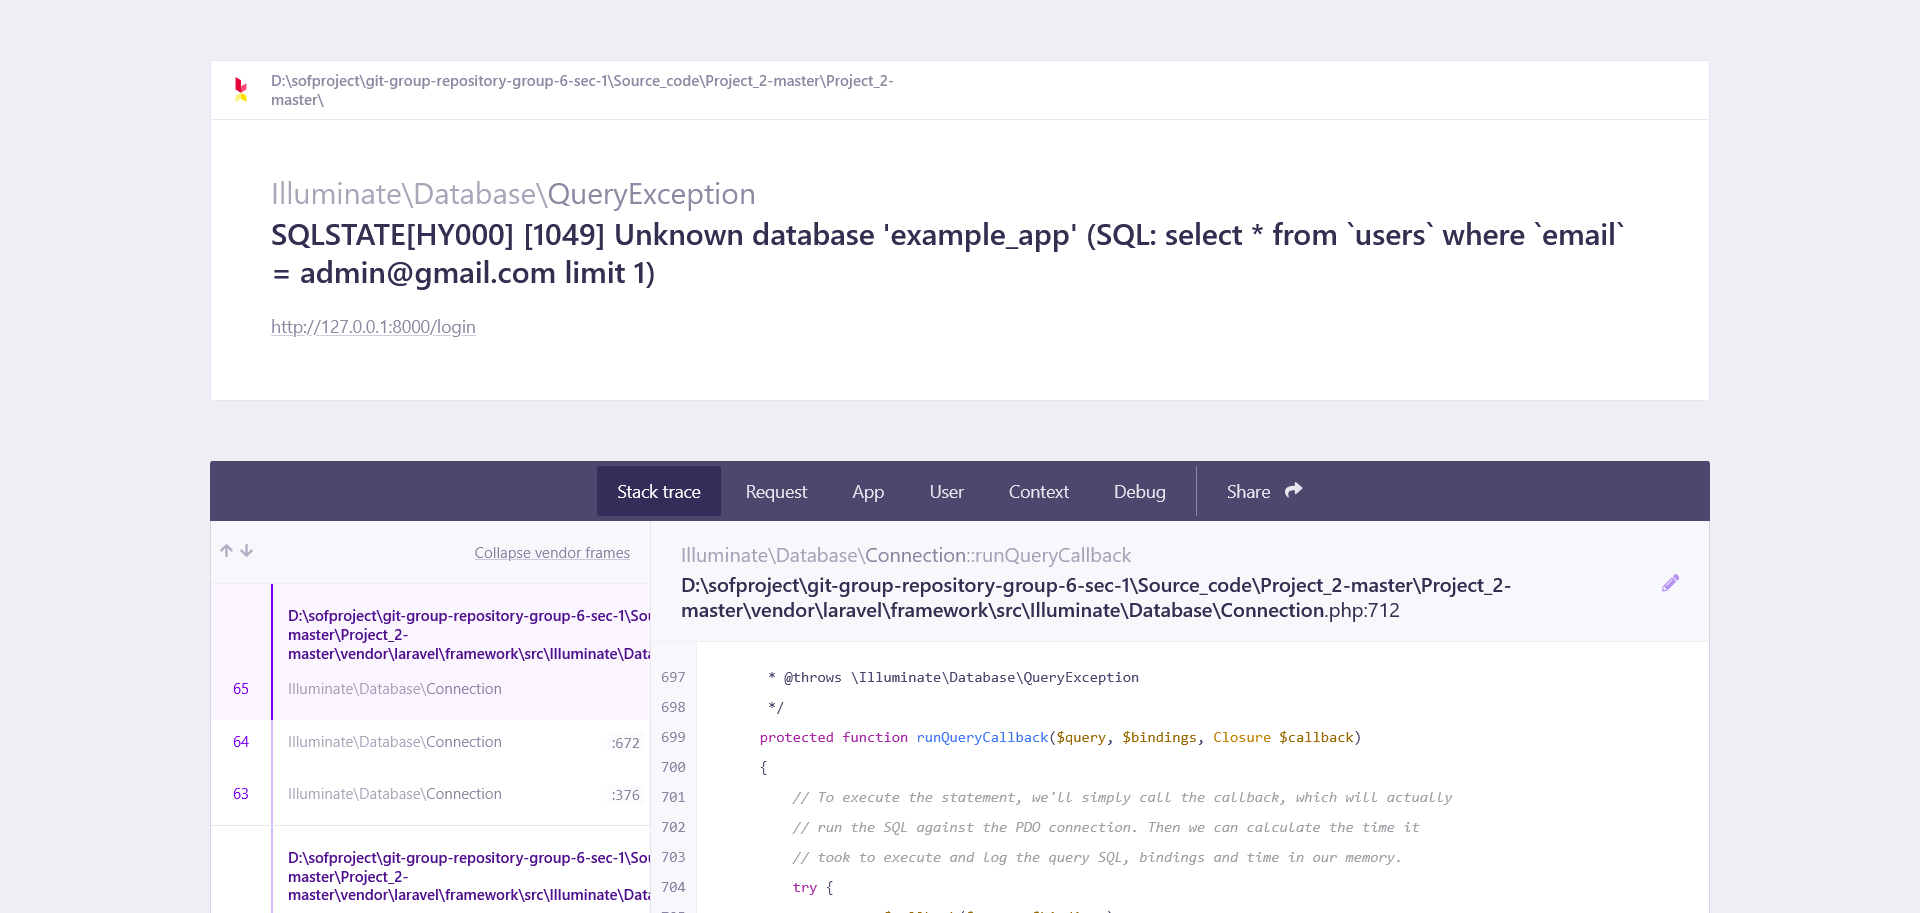 D:\sofproject\git-group-repository-group-6-sec-1\Source_code\Project_2-master\Project_2-
master\
Illuminate\Database\QueryException
SQLSTATE[HY000] [1049] Unknown database 'example_app' (SQL: select * from `users` where `email`
= admin@gmail.com limit 1)
http://127.0.0.1:8000/login
Stack trace Request App User Context Debug Share
Collapse vendor frames
D:\sofproject\git-group-repository-group-6-sec-1\Sou
master\Project_2-
master\vendor\laravel\framework\src\Illuminate\Data
65 Illuminate\Database\Connection
64 Illuminate\Database\Connection :672
63 Illuminate\Database\Connection :376
D:\sofproject\git-group-repository-group-6-sec-1\Sou
master\Project_2-
master\vendor\laravel\framework\src\Illuminate\Data
Illuminate\Database\Connection::runQueryCallback
D:\sofproject\git-group-repository-group-6-sec-1\Source_code\Project_2-master\Project_2-
master\vendor\laravel\framework\src\Illuminate\Database\Connection.php:712
697 * @throws \Illuminate\Database\QueryException
698 */
699 protected function runQueryCallback($query, $bindings, Closure $callback)
700 {
701 // To execute the statement, we'll simply call the callback, which will actually
702 // run the SQL against the PDO connection. Then we can calculate the time it
703 // took to execute and log the query SQL, bindings and time in our memory.
704 try {